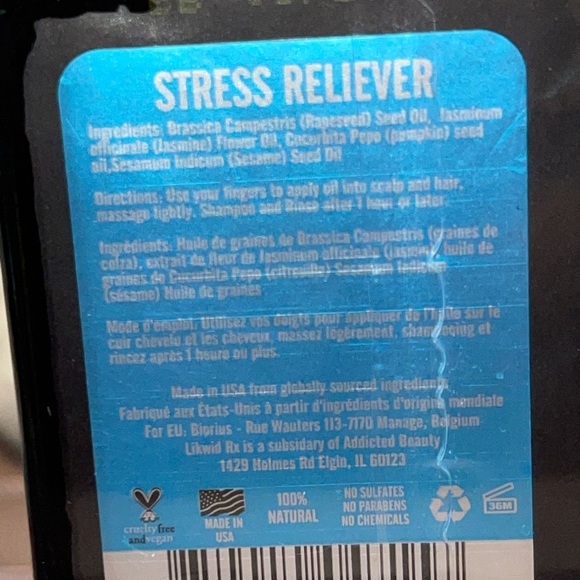 STRESS RELIEVER
Ingredients: Brassica Campestris (Rapeseed) Seed Oil, Jasminum
officinale (Jasmine) Flower Oil, Cucurbita Pepo (pumpkin) seed
oil,Sesamum indicum (Sesame) Seed Oil
Directions: Use your fingers to apply oil into scalp and hair,
massage lightly. Shampoo and Rinse after 1 hour or later
Ingrédients: Huile de graines de Brassica Campestris (graines de
colza), extrait de fleur de Jasminum officinale (jasmin), huile de
graines de Cucurbita Pepo (citrouille) Sesamum Indicum
(sésame) Huile de graines
Mode d'emploi. Utilisez vos doigts pour appliquer de l'huile sur le
cuir chevelu et les cheveux, massez légèrement, shampooing et
rincez après 1 heure ou plus.
Made in USA from globally sourced ingredients
Fabriqué aux États-Unis à partir d'ingrédients d'origine mondiale
For EU: Biorius - Rue Wauters 113-7170 Manage, Belgium
Likwid Rx is a subsidary of Addicted Beauty
1429 Holmes Rd Elgin, IL 60123
cruelty free
and vegan
MADE IN
USA
100%
NATURAL
NO SULFATES
NO PARABENS
NO CHEMICALS
36M